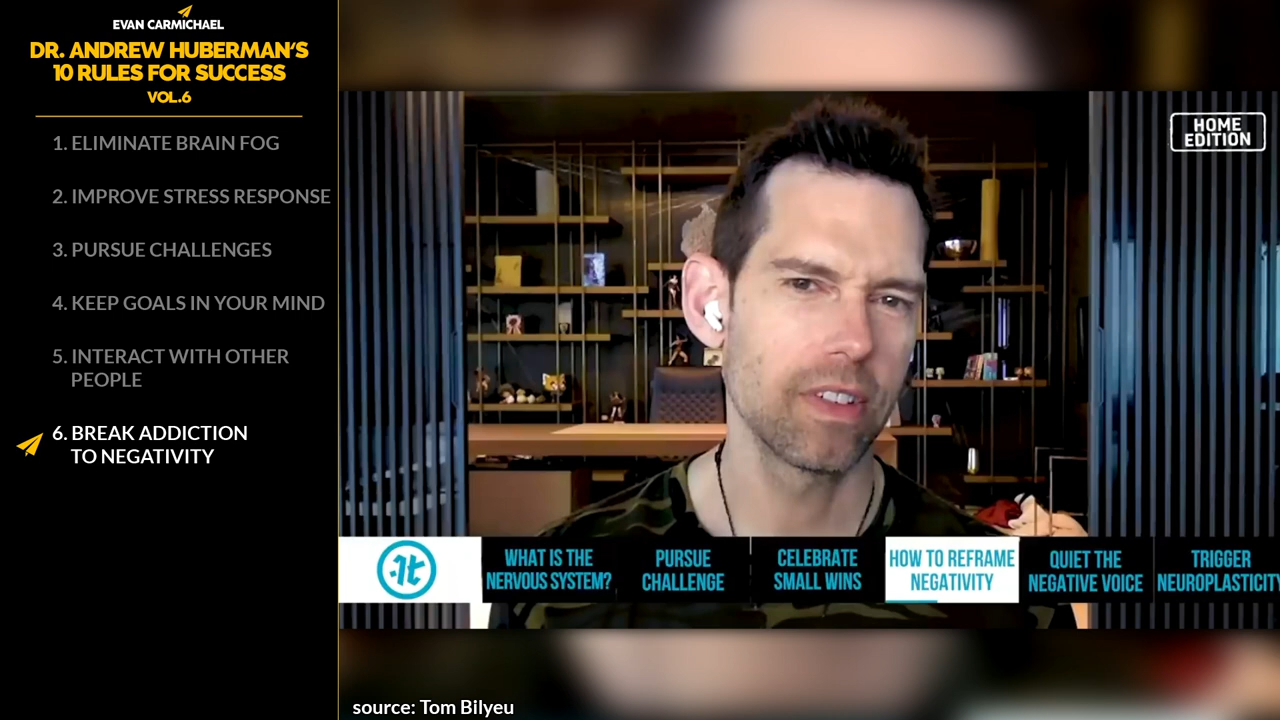 EVAN CARMICHAEL
DR. ANDREW HUBERMAN'S
10 RULES FOR SUCCESS
VOL.6
1. ELIMINATE BRAIN FOG
2. IMPROVE STRESS RESPONSE
3. PURSUE CHALLENGES
4. KEEP GOALS IN YOUR MIND
5. INTERACT WITH OTHER
PEOPLE
6. BREAK ADDICTION
TO NEGATIVITY
HOME
EDITION
.It
WHAT IS THE
NERVOUS SYSTEM?
PURSUE
CHALLENGE
CELEBRATE
SMALL WINS
HOW TO REFRAME
NEGATIVITY
QUIET THE
NEGATIVE VOICE
TRIGGER
NEUROPLASTICITY
source: Tom Bilyeu